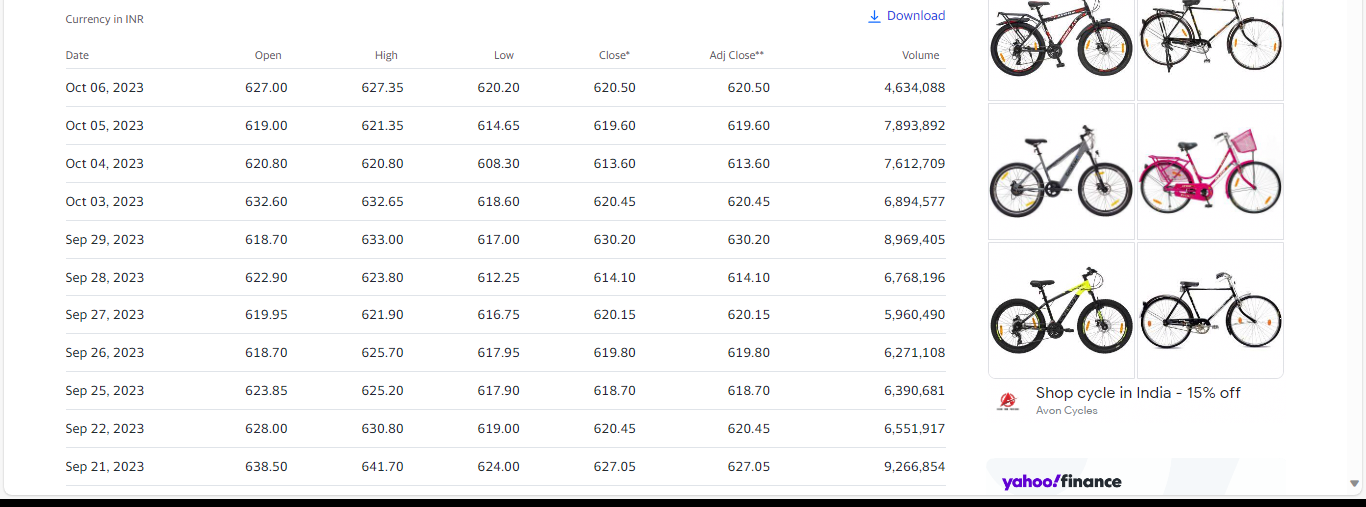 Currency in INR Download
Date Open High Low Close* Adj Close** Volume
Oct 06, 2023 627.00 627.35 620.20 620.50 620.50 4,634,088
Oct 05, 2023 619.00 621.35 614.65 619.60 619.60 7,893,892
Oct 04, 2023 620.80 620.80 608.30 613.60 613.60 7,612,709
Oct 03, 2023 632.60 632.65 618.60 620.45 620.45 6,894,577
Sep 29, 2023 618.70 633.00 617.00 630.20 630.20 8,969,405
Sep 28, 2023 622.90 623.80 612.25 614.10 614.10 6,768,196
Sep 27, 2023 619.95 621.90 616.75 620.15 620.15 5,960,490
Sep 26, 2023 618.70 625.70 617.95 619.80 619.80 6,271,108
Sep 25, 2023 623.85 625.20 617.90 618.70 618.70 6,390,681
Sep 22, 2023 628.00 630.80 619.00 620.45 620.45 6,551,917
Sep 21, 2023 638.50 641.70 624.00 627.05 627.05 9,266,854
Shop cycle in India - 15% off
Avon Cycles
yahoo!finance